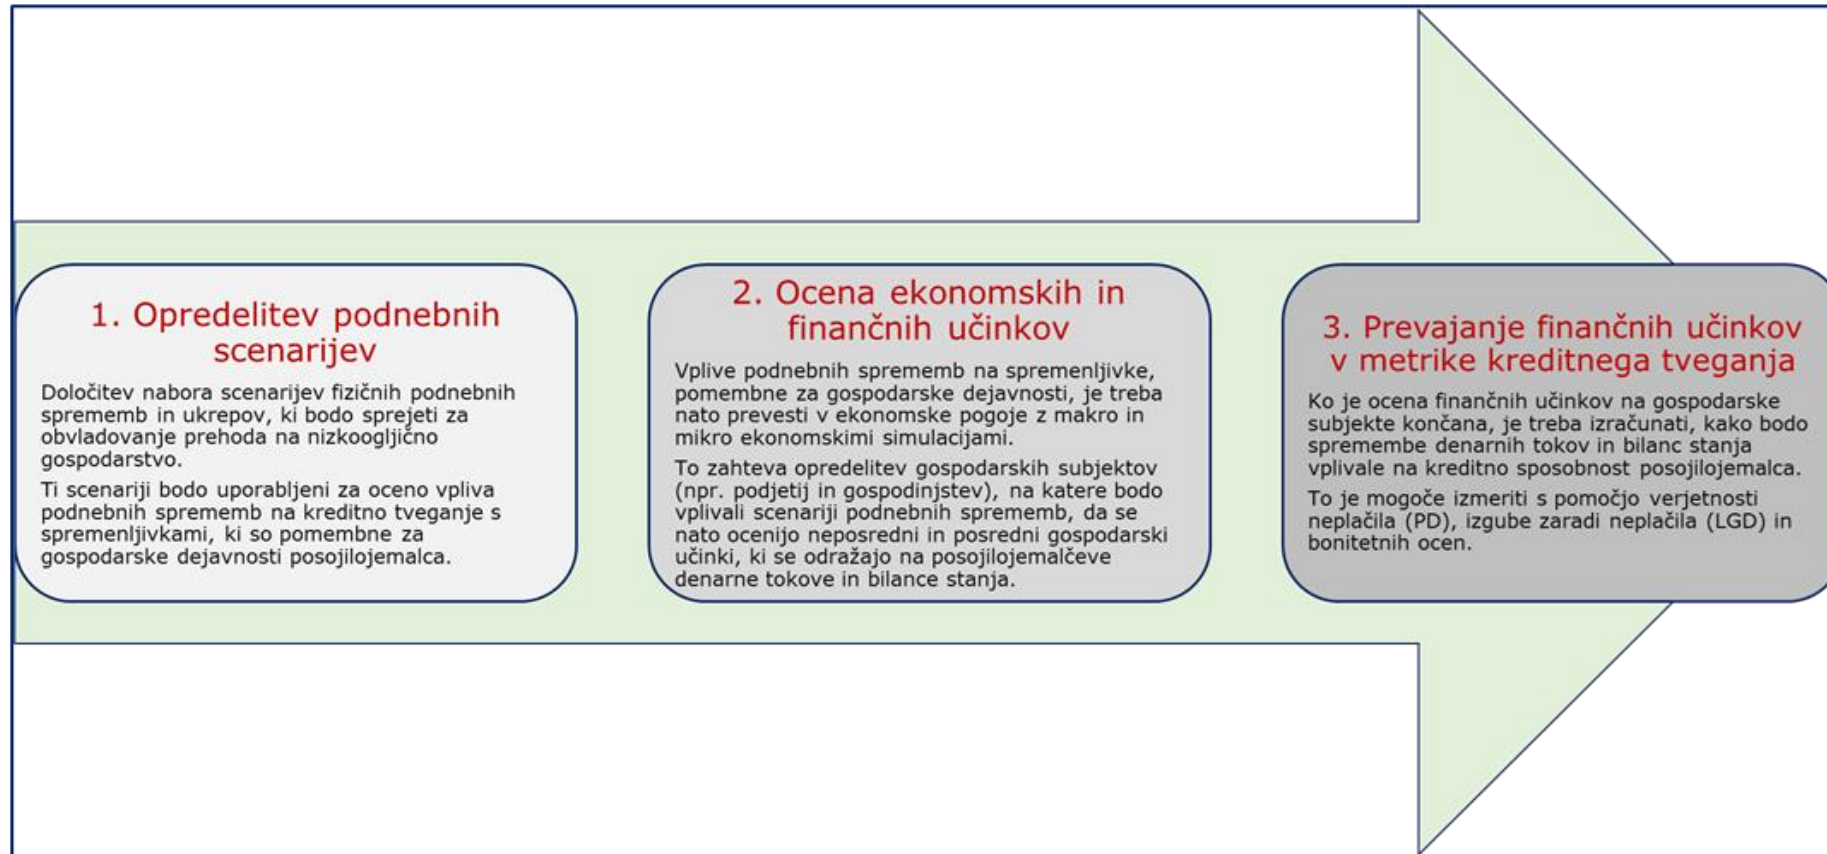 1. Opredelitev podnebnih
scenarijev
Določitev nabora scenarijev fizičnih podnebnih
sprememb in ukrepov, ki bodo sprejeti za
obvladovanje prehoda na nizkoogljično
gospodarstvo.
Ti scenariji bodo uporabljeni za oceno vpliva
podnebnih sprememb na kreditno tveganje s
spremenljivkami, ki so pomembne za
gospodarske dejavnosti posojilojemalca.
2. Ocena ekonomskih in
finančnih učinkov
Vplive podnebnih sprememb na spremenljivke,
pomembne za gospodarske dejavnosti, je treba
nato prevesti v ekonomske pogoje z makro in
mikro ekonomskimi simulacijami.
To zahteva opredelitev gospodarskih subjektov
(npr. podjetij in gospodinjstev), na katere bodo
vplivali scenariji podnebnih sprememb, da se
nato ocenijo neposredni in posredni gospodarski
učinki, ki se odražajo na posojilojemalčeve
denarne tokove in bilance stanja.
3. Prevajanje finančnih učinkov
v metrike kreditnega tveganja
Ko je ocena finančnih učinkov na gospodarske
subjekte končana, je treba izračunati, kako bodo
spremembe denarnih tokov in bilanc stanja
vplivale na kreditno sposobnost posojilojemalca.
To je mogoče izmeriti s pomočjo verjetnosti
neplačila (PD), izgube zaradi neplačila (LGD) in
bonitetnih ocen.